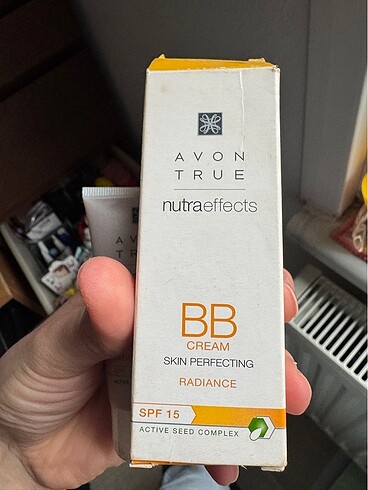 AVON
TRUE
nutraeffects
BB
CREAM
SKIN PERFECTING
RADIANCE
SPF 15
ACTIVE SEED COMPLEX
A V
T